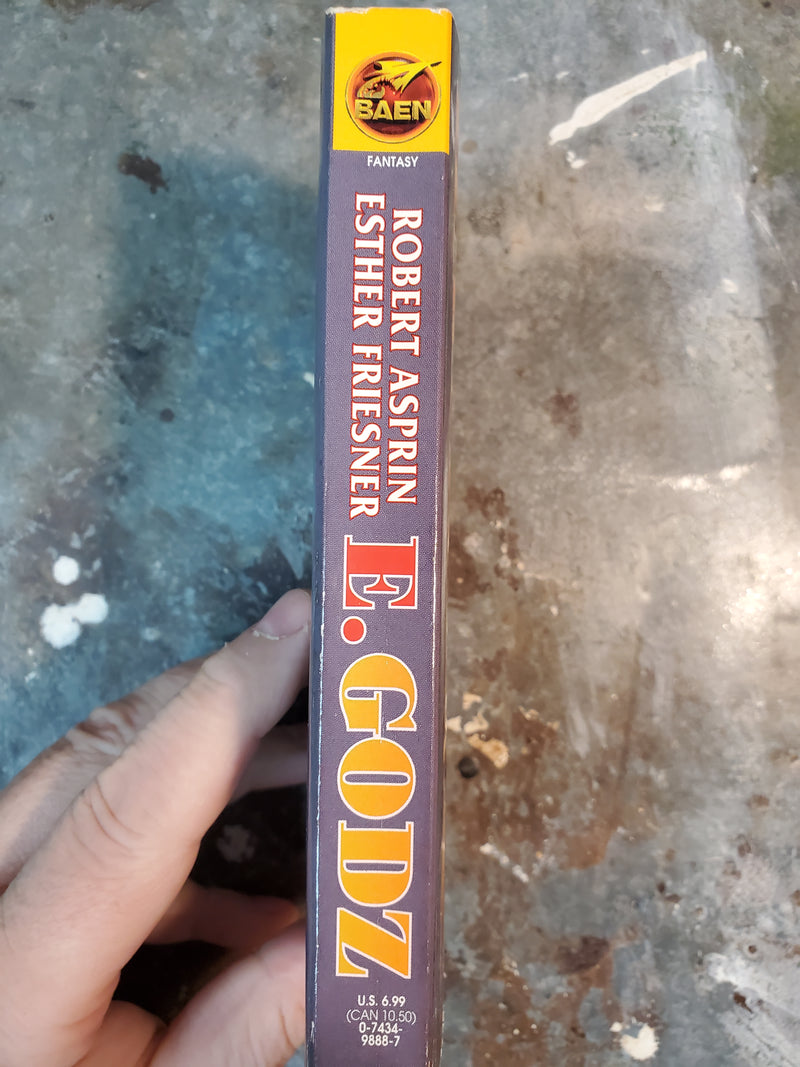 BAEN
FANTASY
ROBERT ASPRIN
ESTHER FRIESNER
E.GODZ
U.S. 6.99
(CAN 10.50)
0-7434-
9888-7